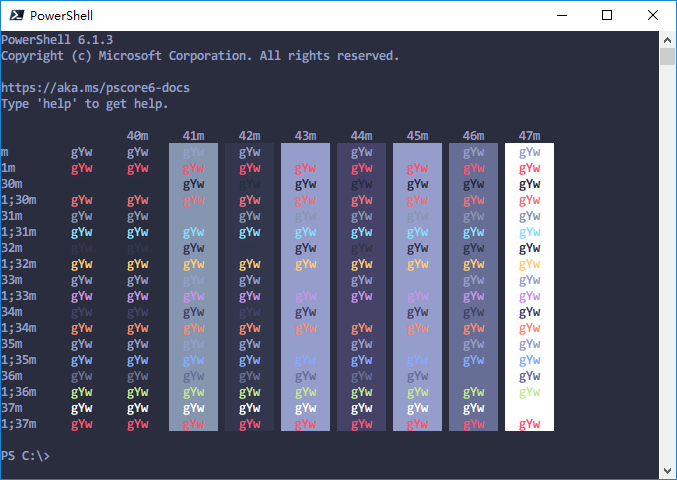 PowerShell
PowerShell 6.1.3
Copyright (c) Microsoft Corporation. All rights reserved.
https://aka.ms/pscore6-docs
Type 'help' to get help.
40m 41m 42m 43m 44m 45m 46m 47m
m gYw gYw gYw gYw gYw gYw gYw
1m gYw gYw gYw gYw gYw gYw gYw gYw gYw
30m gYw gYw gYw gYw gYw gYw gYw
1;30m gYw gYw gYw gYw gYw gYw gYw gYw gYw
31m gYw gYw gYw gYw gYw gYw gYw gYw
1;31m gYw gYw gYw gYw gYw gYw gYw gYw gYw
32m gYw gYw gYw gYw gYw gYw gYw gYw
1;32m gYw gYw gYw gYw gYw gYw gYw gYw gYw
33m gYw gYw gYw gYw gYw gYw gYw
1;33m gYw gYw gYw gYw gYw gYw gYw gYw gYw
34m gYw gYw gYw gYw gYw gYw gYw gYw
1;34m gYw gYw gYw gYw gYw gYw gYw gYw gYw
35m gYw gYw gYw gYw gYw gYw gYw
1;35m gYw gYw gYw gYw gYw gYw gYw gYw gYw
36m gYw gYw gYw gYw gYw gYw gYw gYw
1;36m gYw gYw gYw gYw gYw gYw gYw gYw gYw
37m gYw gYw gYw gYw gYw gYw gYw gYw
1;37m gYw gYw gYw gYw gYw gYw gYw gYw gYw
PS C:\>